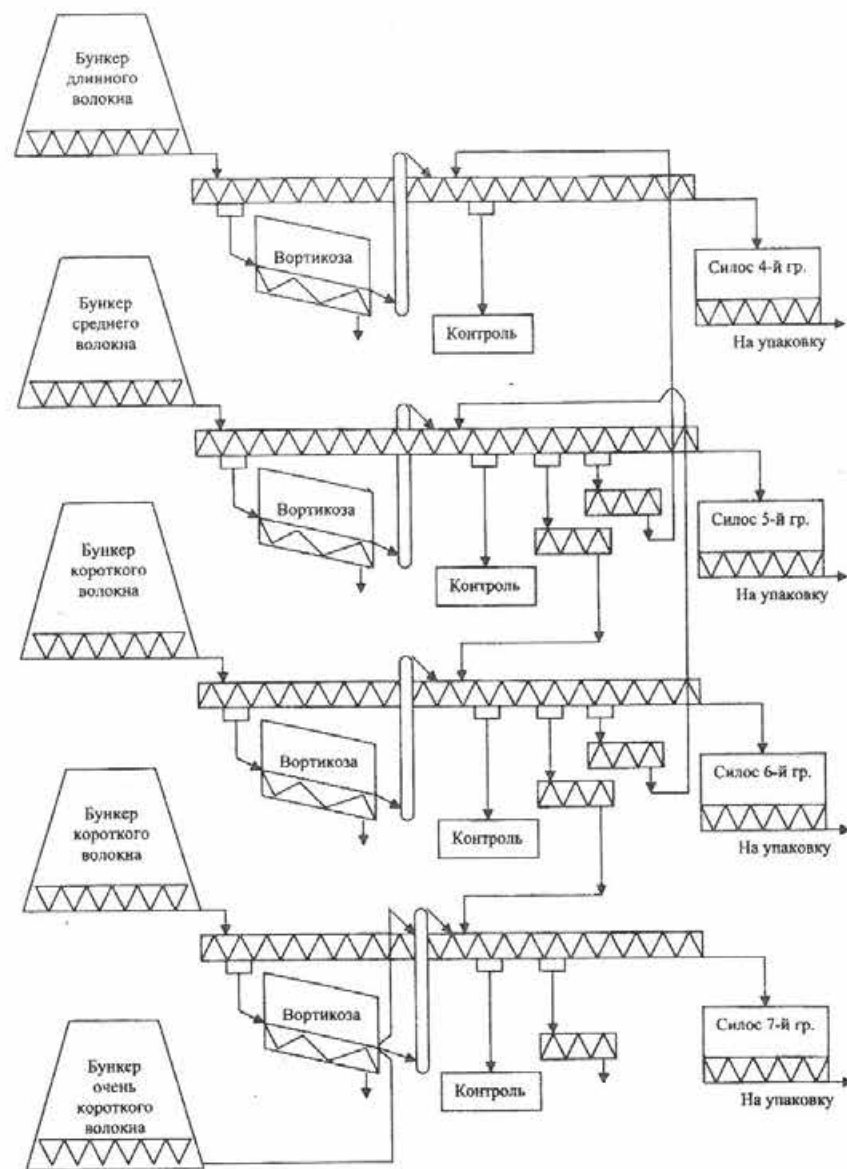 Бункер
длинного
волокна
Вортикоза
Силос 4-й гр.
Контроль
На упаковку
Бункер
среднего
волокна
Вортикоза
Силос 5-й гр.
Контроль
На упаковку
Бункер
короткого
волокна
Вортикоза
Силос 6-й гр.
Контроль
На упаковку
Бункер
короткого
волокна
Вортикоза
Силос 7-й гр.
Контроль
На упаковку
Бункер
очень
короткого
волокна